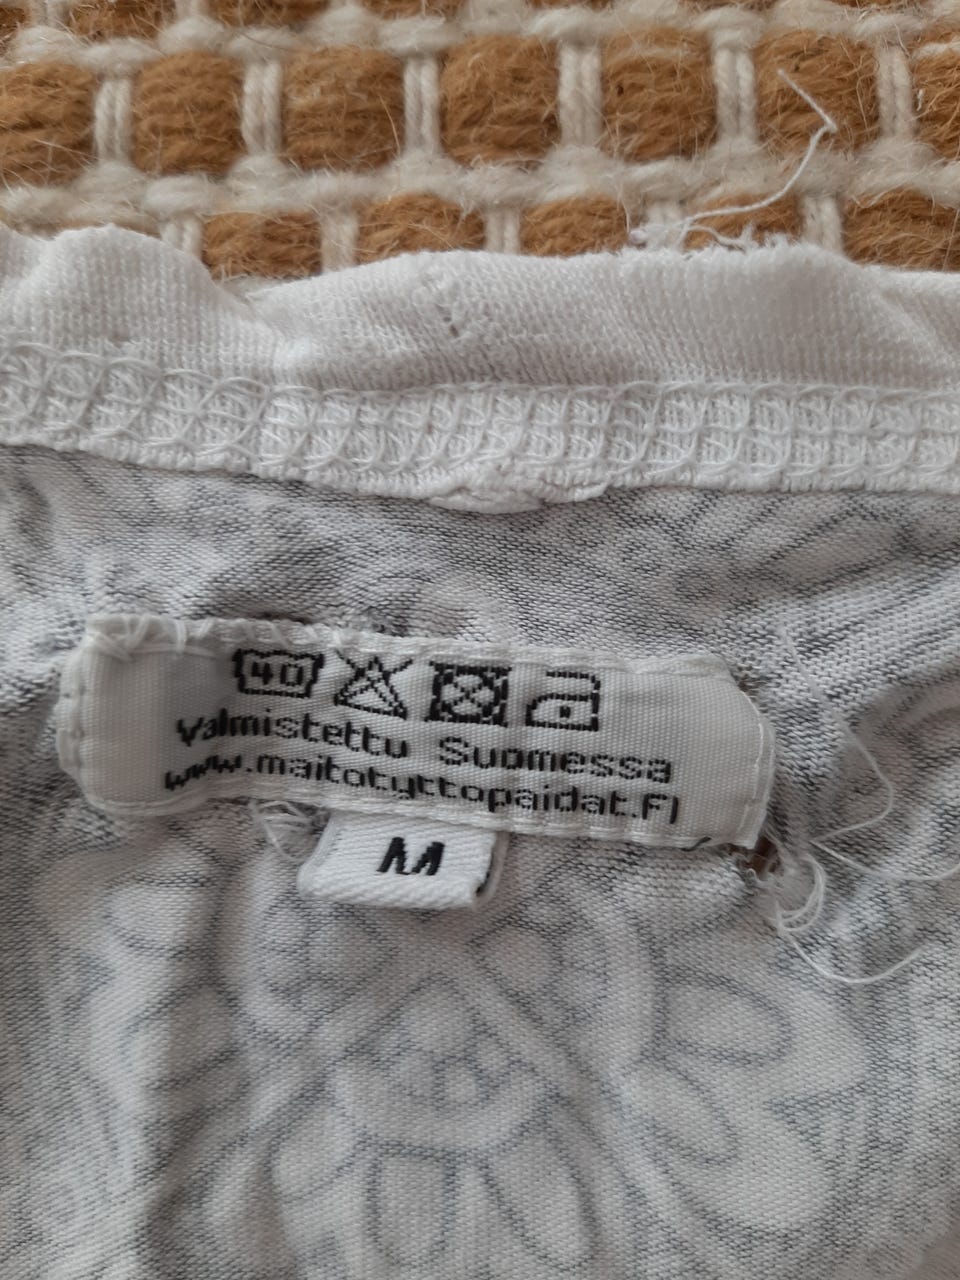 40
Valmistettu Suomessa
www.maitotyttopaidat.FI
M